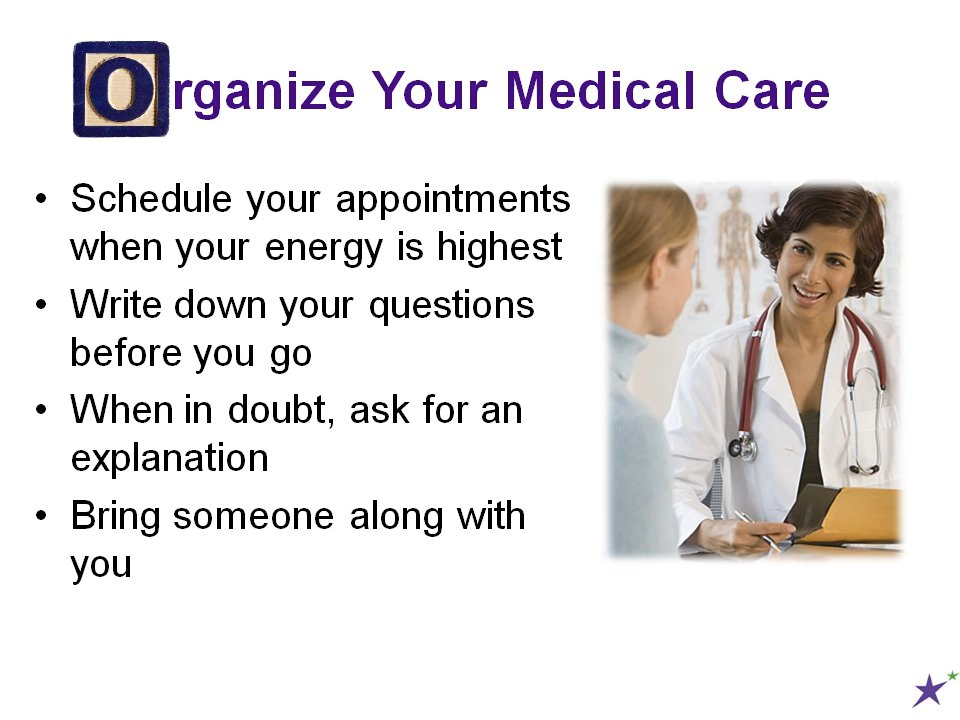 Organize Your Medical Care
• Schedule your appointments
when your energy is highest
• Write down your questions
before you go
• When in doubt, ask for an
explanation
• Bring someone along with
you